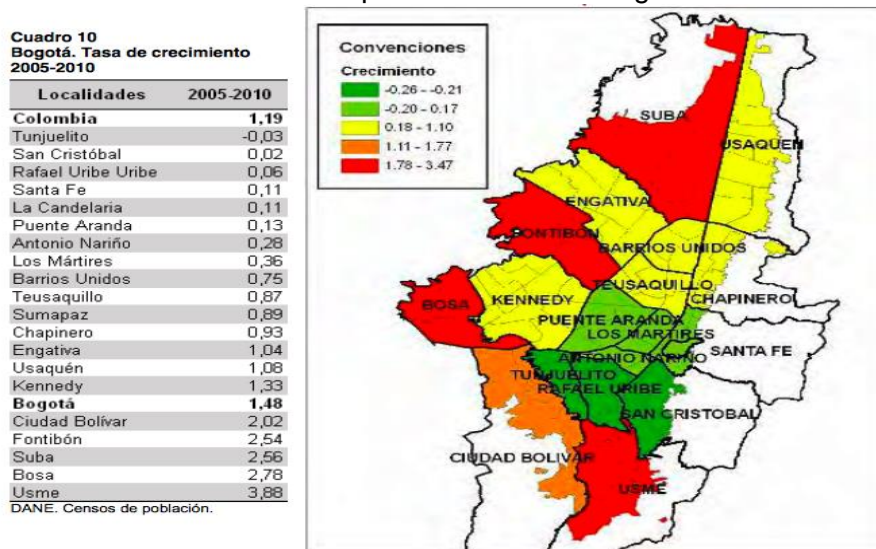 Cuadro 10
Bogotá. Tasa de crecimiento
2005-2010
Localidades 2005-2010
Colombia 1,19
Tunjuelito -0,03
San Cristóbal 0,02
Rafael Uribe Uribe 0,06
Santa Fe 0,11
La Candelaria 0,11
Puente Aranda 0,13
Antonio Nariño 0,28
Los Mártires 0,36
Barrios Unidos 0,75
Teusaquillo 0,87
Sumapaz 0,89
Chapinero 0,93
Engativa 1,04
Usaquén 1,08
Kennedy 1,33
Bogotá 1,48
Ciudad Bolívar 2,02
Fontibón 2,54
Suba 2,56
Bosa 2,78
Usme 3,88
DANE. Censos de población.
Convenciones
Crecimiento
-0.26 - -0.21
-0.20 - 0.17
0.18 - 1.10
1.11 - 1.77
1.78 - 3.47
SUBA
USAQUEN
ENGATIVA
FONTIBON
BARRIOS UNIDOS
TEUSAQUILLO
CHAPINERO
BOSA
KENNEDY
PUENTE ARANDA
LOS MARTIRES
SANTA FE
ANTONIO NARIÑO
TUNJUELITO
RAFAEL URIBE
SAN CRISTOBAL
CIUDAD BOLIVAR
USME